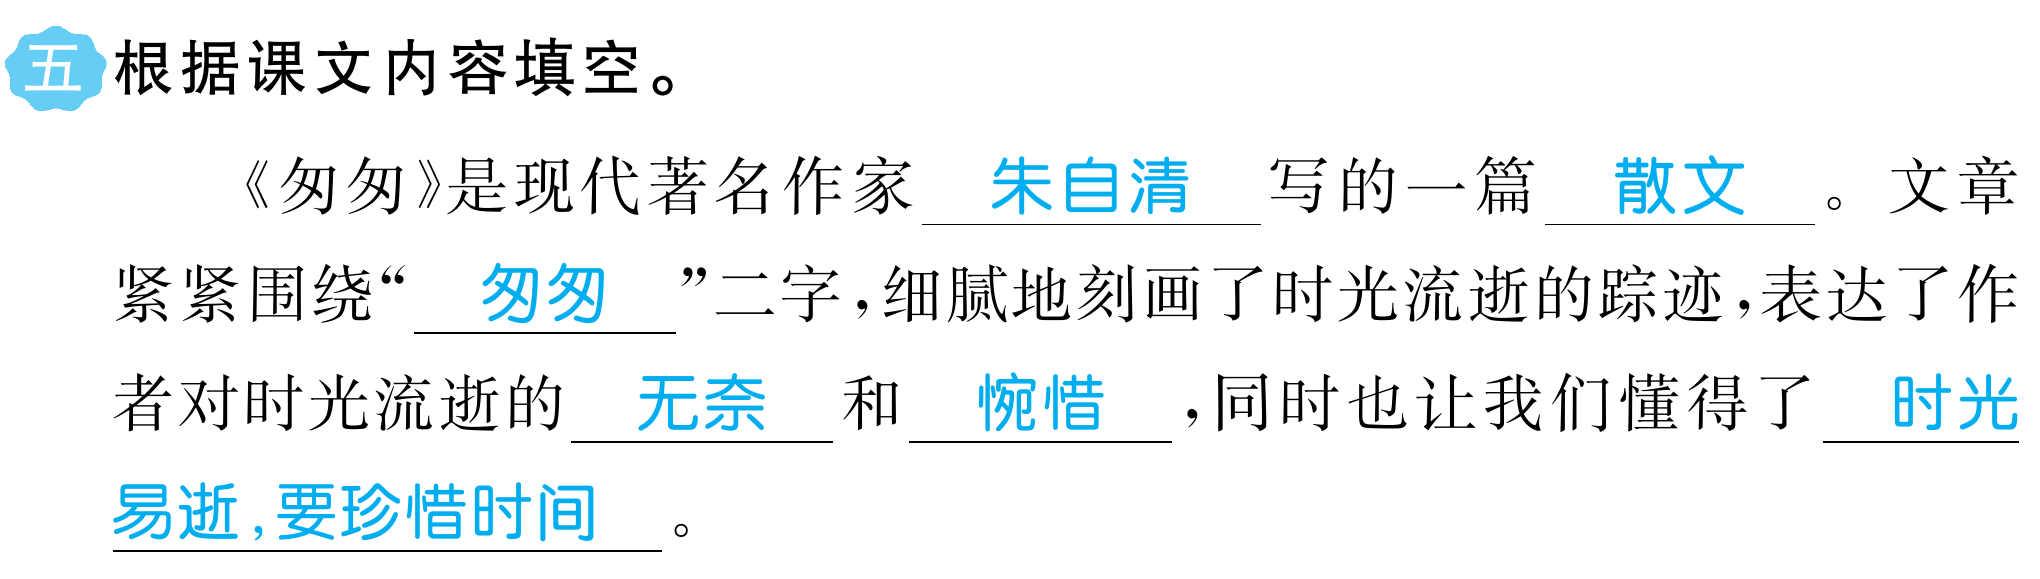 五 根据课文内容填空。
《匆匆》是现代著名作家 朱自清 写的一篇 散文 。文章
紧紧围绕“ 匆匆 ”二字,细腻地刻画了时光流逝的踪迹,表达了作
者对时光流逝的 无奈 和 惋惜 ,同时也让我们懂得了 时光
易逝,要珍惜时间 。